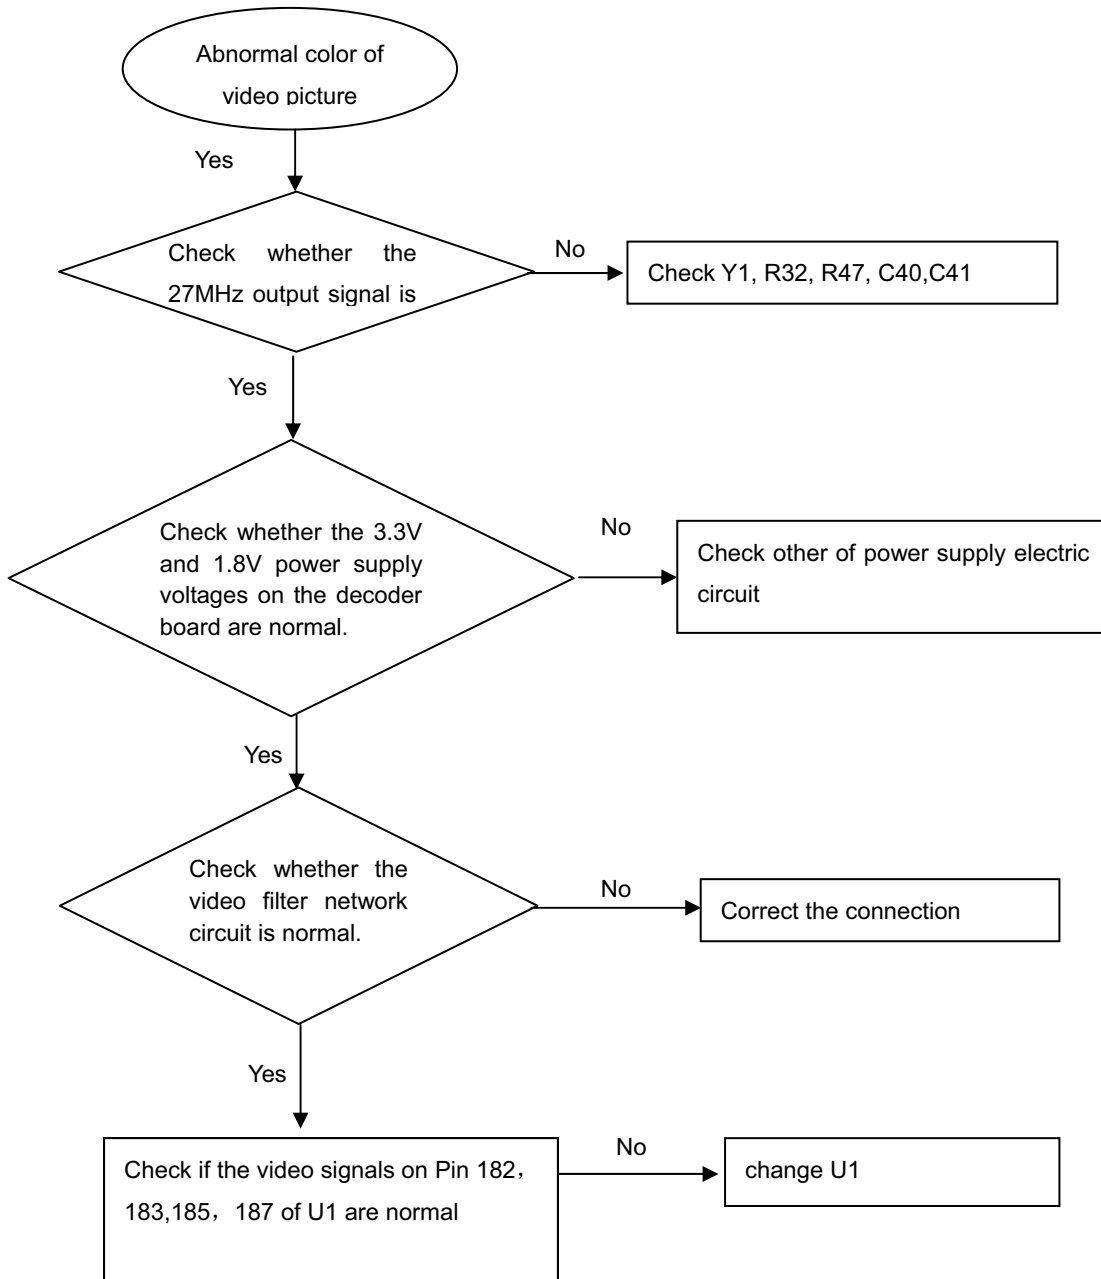 Abnormal color of
video picture
Yes
Check whether the
27MHz output signal is
No
Check Y1, R32, R47, C40,C41
Yes
Check whether the 3.3V
and 1.8V power supply
voltages on the decoder
board are normal.
No
Check other of power supply electric
circuit
Yes
Check whether the
video filter network
circuit is normal.
No
Correct the connection
Yes
Check if the video signals on Pin 182，
183,185，187 of U1 are normal
No
change U1